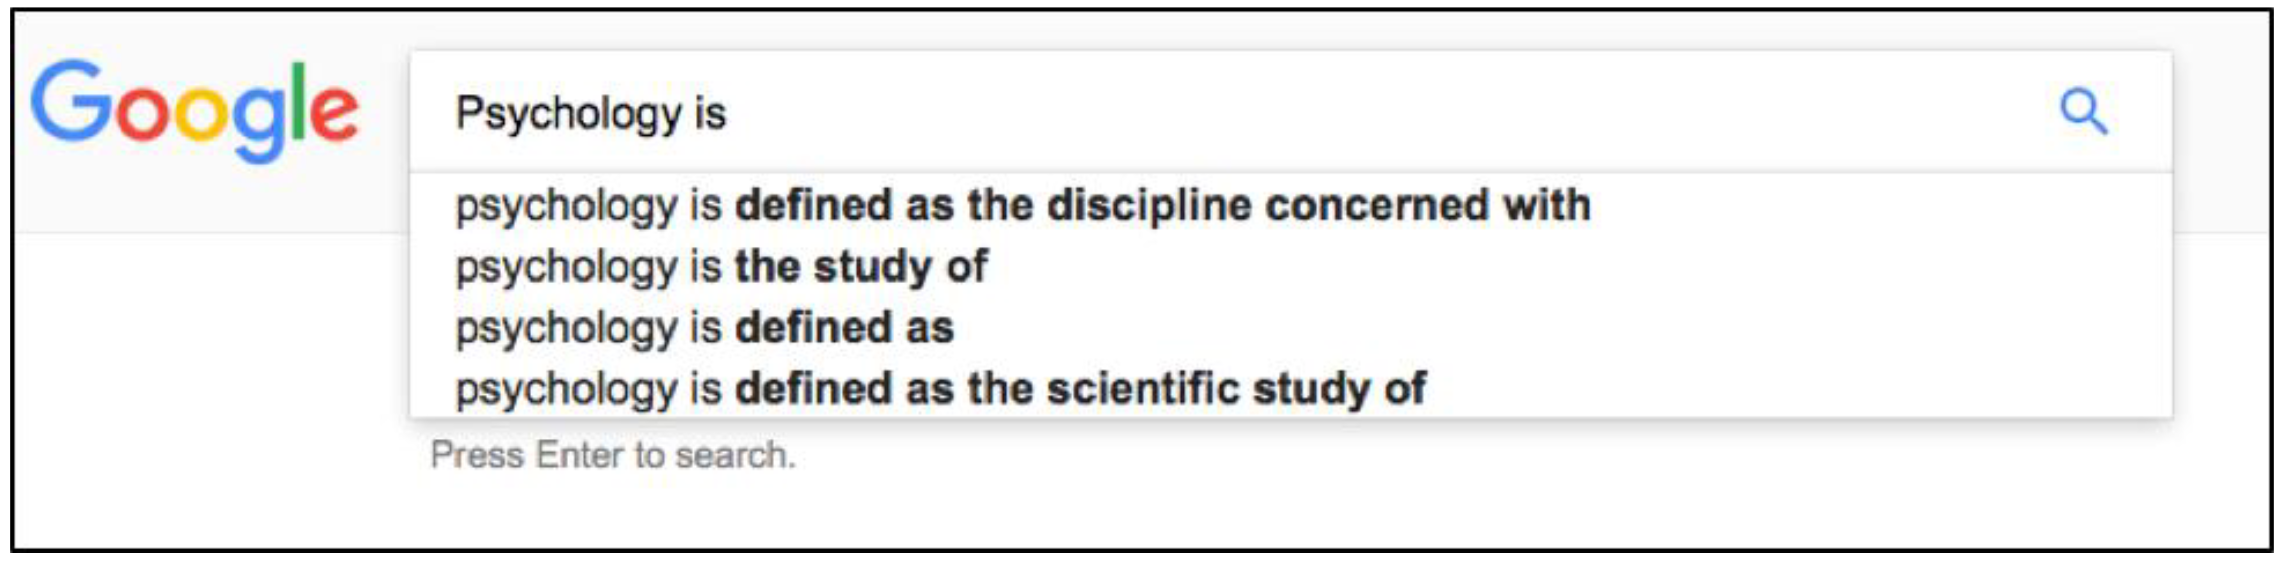 Google
Psychology is
psychology is defined as the discipline concerned with
psychology is the study of
psychology is defined as
psychology is defined as the scientific study of
Press Enter to search.